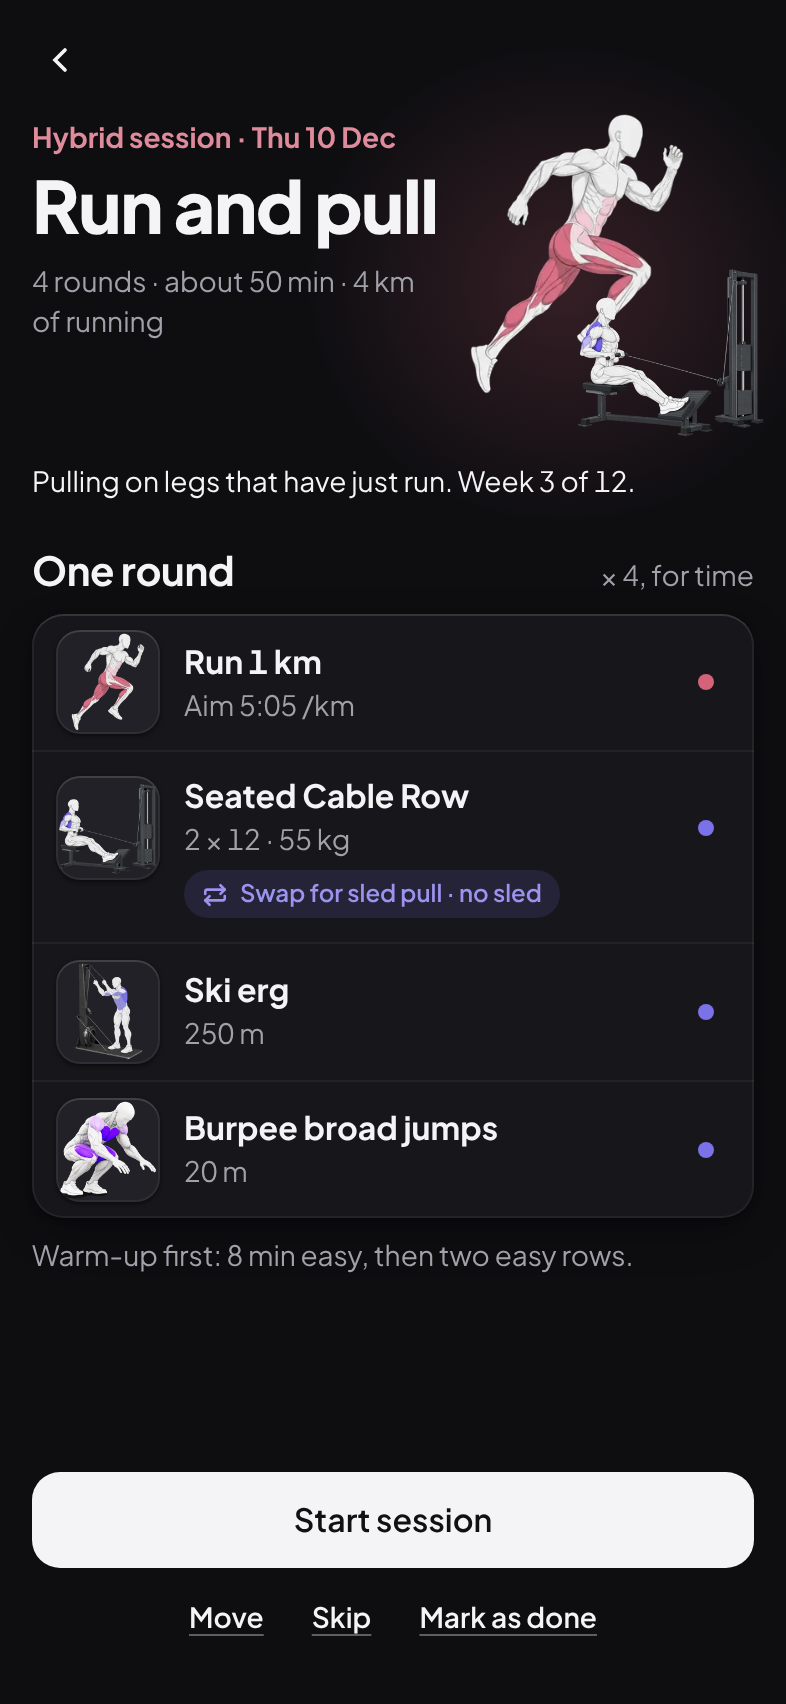 Hybrid session · Thu 10 Dec
Run and pull
4 rounds · about 50 min · 4 km
of running
Pulling on legs that have just run. Week 3 of 12.
One round
× 4, for time
Run 1 km
Aim 5:05 /km
Seated Cable Row
2 × 12 · 55 kg
Swap for sled pull · no sled
Ski erg
250 m
Burpee broad jumps
20 m
Warm-up first: 8 min easy, then two easy rows.
Start session
Move Skip Mark as done